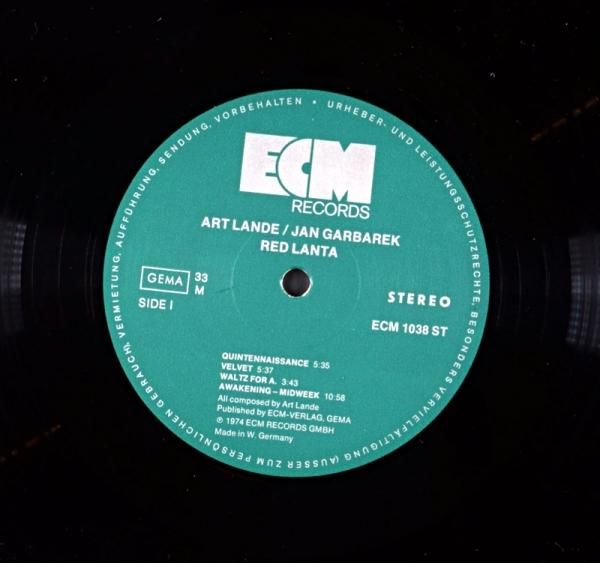 URHEBER- UND LEISTUNGSSCHUTZRECHTE, BESONDERS VERVIELFÄLTIGUNG (AUSSER ZUM PERSÖNLICHEN GEBRAUCH), VERMIETUNG, AUFFÜHRUNG, SENDUNG, VORBEHALTEN •
ECM
RECORDS
ART LANDE / JAN GARBAREK
RED LANTA
GEMA 33
M
SIDE I
STEREO
ECM 1038 ST
QUINTENNAISSANCE 5:35
VELVET 5:37
WALTZ FOR A. 3:43
AWAKENING – MIDWEEK 10:58
All composed by Art Lande
Published by ECM-VERLAG, GEMA
℗ 1974 ECM RECORDS GMBH
Made in W. Germany